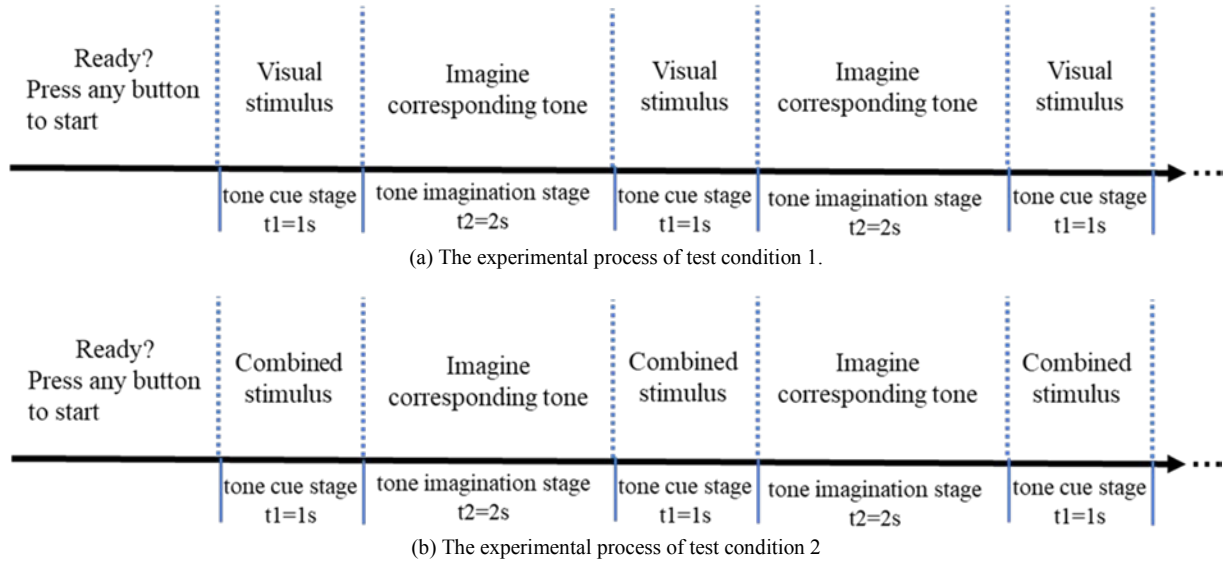 Ready?
Press any button
to start
Visual
stimulus
Imagine
corresponding tone
Visual
stimulus
Imagine
corresponding tone
Visual
stimulus
tone cue stage
t1=1s
tone imagination stage
t2=2s
tone cue stage
t1=1s
tone imagination stage
t2=2s
tone cue stage
t1=1s
(a) The experimental process of test condition 1.
Ready?
Press any button
to start
Combined
stimulus
Imagine
corresponding tone
Combined
stimulus
Imagine
corresponding tone
Combined
stimulus
tone cue stage
t1=1s
tone imagination stage
t2=2s
tone cue stage
t1=1s
tone imagination stage
t2=2s
tone cue stage
t1=1s
(b) The experimental process of test condition 2